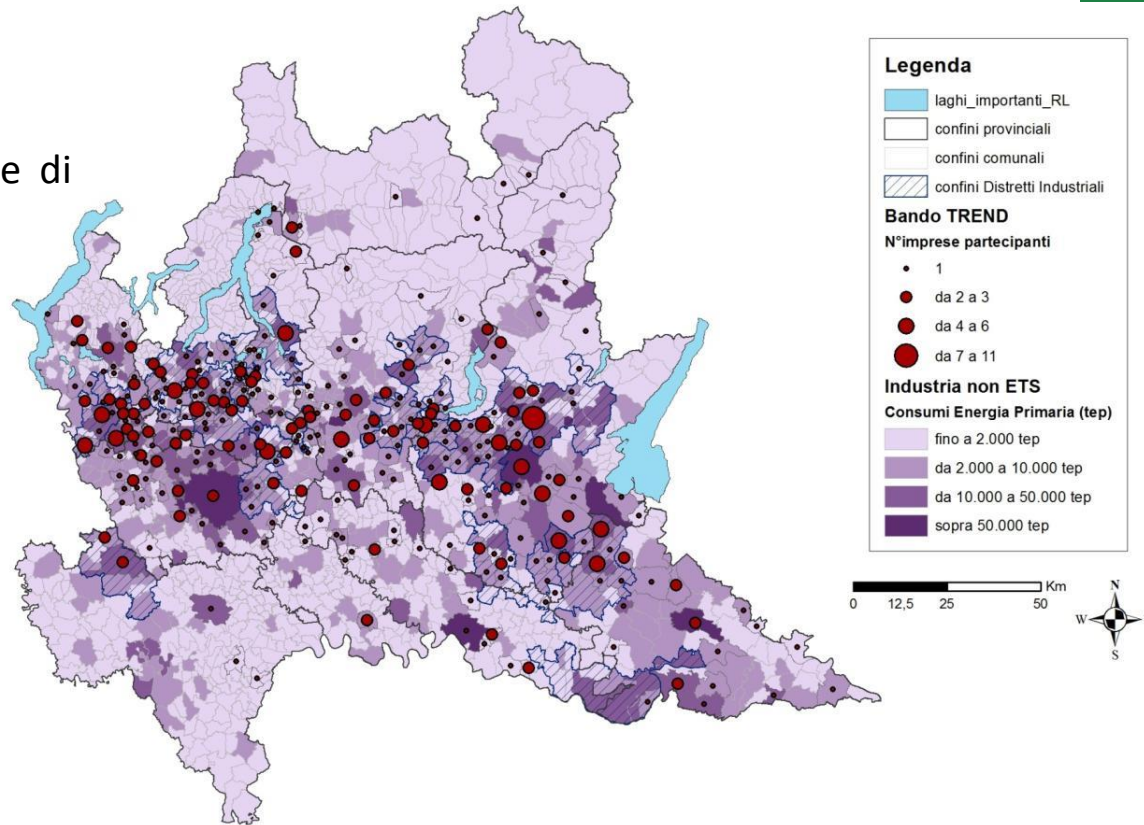 e di
Legenda
laghi_importanti_RL
confini provinciali
confini comunali
confini Distretti Industriali
Bando TREND
N°imprese partecipanti
1
da 2 a 3
da 4 a 6
da 7 a 11
Industria non ETS
Consumi Energia Primaria (tep)
fino a 2.000 tep
da 2.000 a 10.000 tep
da 10.000 a 50.000 tep
sopra 50.000 tep
Km
0 12,5 25 50
N
W E
S